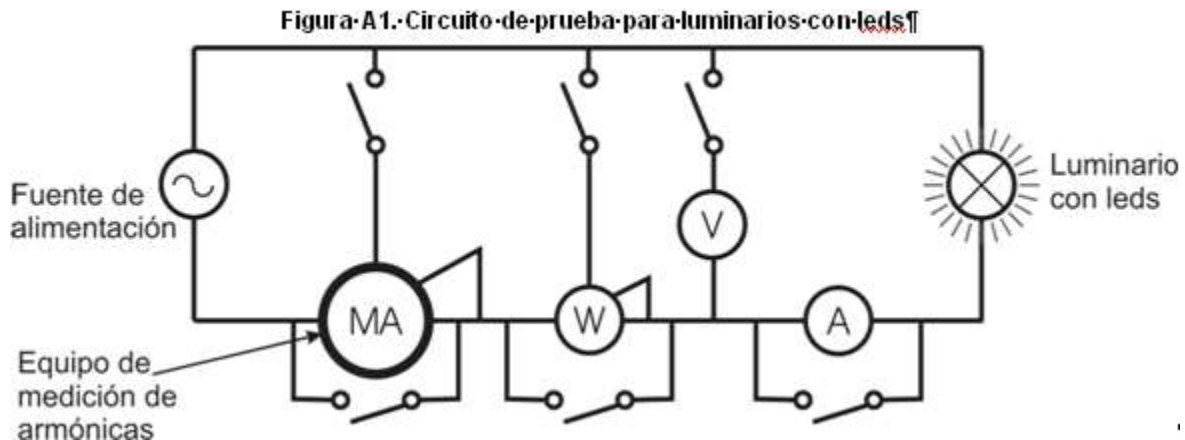 Figura·A1.·Circuito·de·prueba·para·luminarios·con·leds¶
Fuente de
alimentación
V
Luminario
con leds
MA
W
A
Equipo de
medición de
armónicas